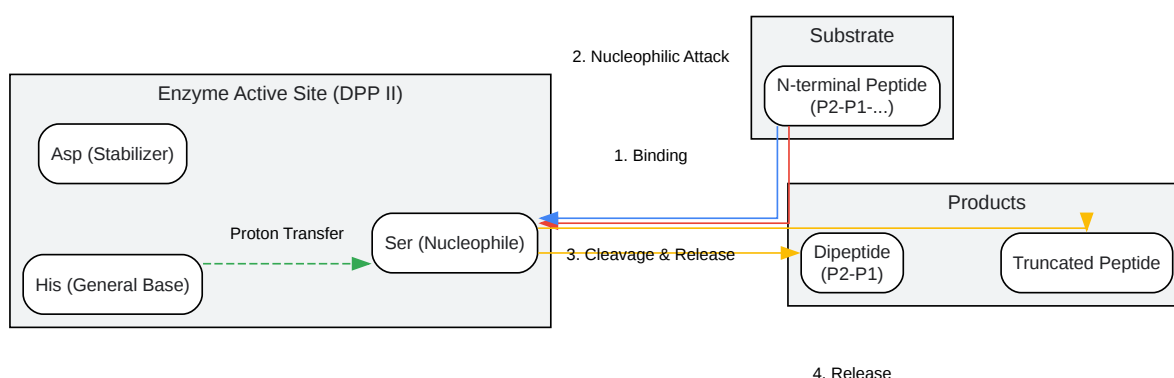 Substrate
N-terminal Peptide
(P2-P1-...)
2. Nucleophilic Attack
Enzyme Active Site (DPP II)
Asp (Stabilizer)
1. Binding
Products
Proton Transfer
Ser (Nucleophile)
3. Cleavage & Release
Dipeptide
(P2-P1)
Truncated Peptide
His (General Base)
4. Release